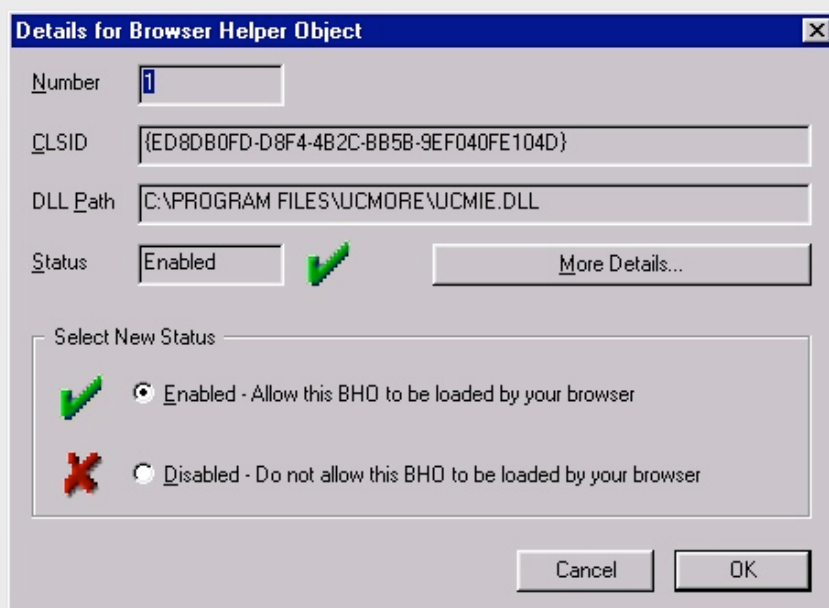 Details for Browser Helper Object
Number 1
CLSID {ED8DB0FD-D8F4-4B2C-BB5B-9EF040FE104D}
DLL Path C:\PROGRAM FILES\UCMORE\UCMIE.DLL
Status Enabled More Details...
Select New Status
Enabled - Allow this BHO to be loaded by your browser
Disabled - Do not allow this BHO to be loaded by your browser
Cancel OK